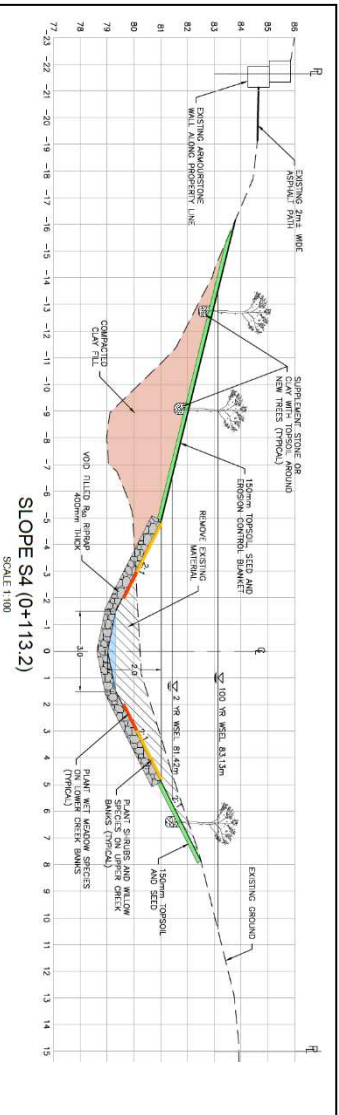 86
85
84
83
82
81
80
79
78
77
-23 -22 -21 -20 -19 -18 -17 -16 -15 -14 -13 -12 -11 -10 -9 -8 -7 -6 -5 -4 -3 -2 -1 0 1 2 3 4 5 6 7 8 9 10 11 12 13 14 15
EXISTING 2m± WIDE
ASPHALT PATH
EXISTING ARMOURSTONE
WALL ALONG PROPERTY
LINE
SUPPLEMENT STONE OR
CLAY WITH TOPSOIL AROUND
NEW TREES (TYPICAL)
COMPACTED
CLAY FILL
150mm TOPSOIL, SEED AND
EROSION CONTROL BLANKET
REMOVE EXISTING
MATERIAL
VOID FILLED R50 RIPRAP
400mm THICK
2:1
3.0
2.0
100 YR WSEL 83.13m
2 YR WSEL 81.42m
2:1
2:1
EXISTING GROUND
150mm TOPSOIL
AND SEED
PLANT SHRUBS AND WILLOW
SPECIES ON UPPER CREEK
BANKS (TYPICAL)
PLANT WET MEADOW SPECIES
ON LOWER CREEK BANKS
(TYPICAL)
SLOPE S4 (0+113.2)
SCALE 1:100